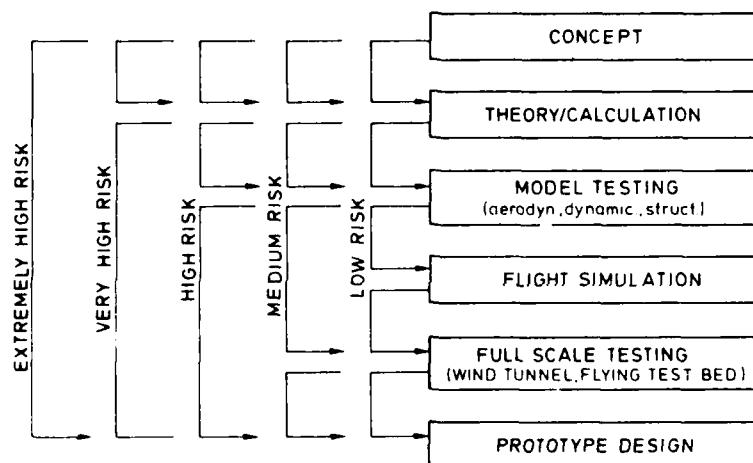 CONCEPT
THEORY/CALCULATION
MODEL TESTING
(aerodyn., dynamic., struct.)
FLIGHT SIMULATION
FULL SCALE TESTING
(WIND TUNNEL, FLYING TEST BED)
PROTOTYPE DESIGN
EXTREMELY HIGH RISK
VERY HIGH RISK
HIGH RISK
MEDIUM RISK
LOW RISK